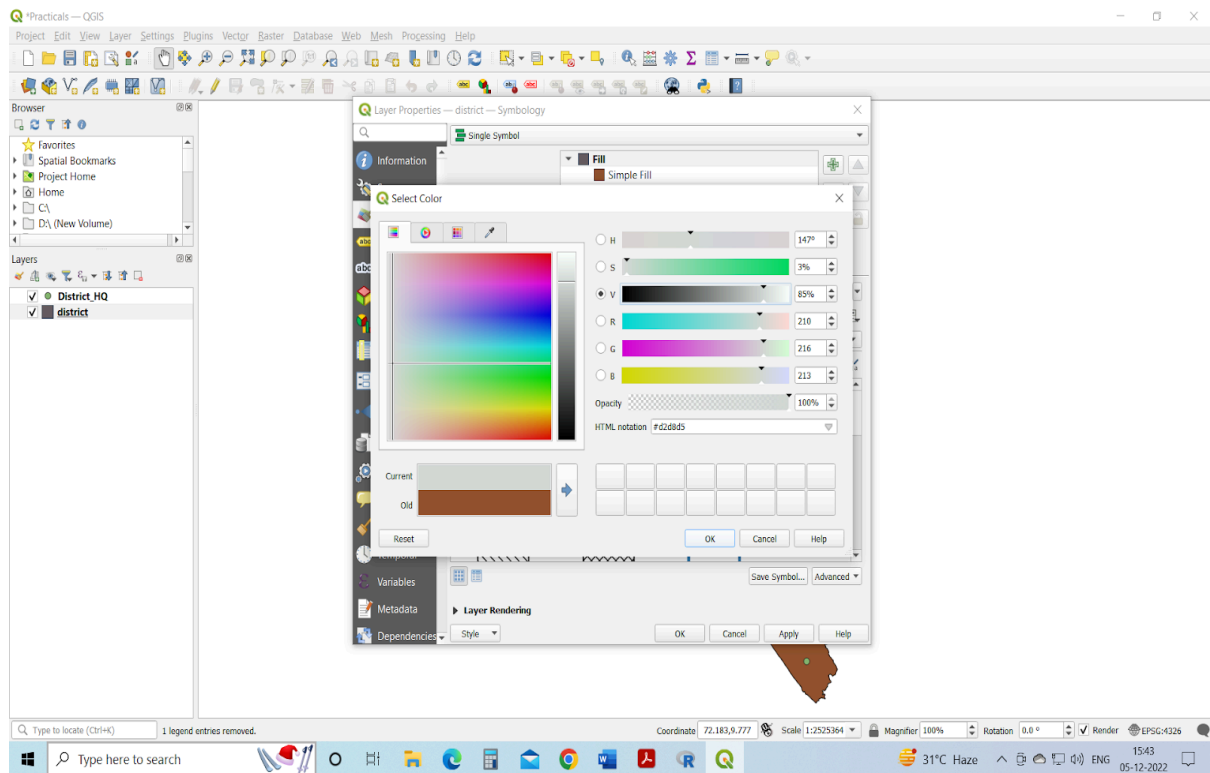 *Practicals — QGIS
Project Edit View Layer Settings Plugins Vector Raster Database Web Mesh Processing Help
Browser
Favorites
Spatial Bookmarks
Project Home
Home
C:\
D:\ (New Volume)
Layers
District_HQ
district
Layer Properties — district — Symbology
Single Symbol
Information
Fill
Simple Fill
Select Color
H 147°
S 3%
V 85%
R 210
G 216
B 213
Opacity 100%
HTML notation #d2d8d5
Current
Old
Reset OK Cancel Help
Variables
Save Symbol... Advanced
Metadata
Layer Rendering
Dependencies
Style OK Cancel Apply Help
Type to locate (Ctrl+K) 1 legend entries removed. Coordinate 72.183,9.777 Scale 1:2525364 Magnifier 100% Rotation 0.0 ° Render EPSG:4326
Type here to search 31°C Haze ENG 15:43
05-12-2022